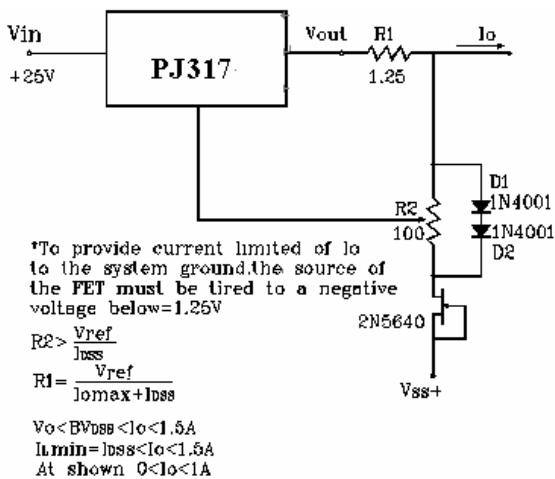 Vin
+25V
PJ317
Vout
R1
1.25
Io
R2
100
D1
1N4001
1N4001
D2
2N5640
Vss+
*To provide current limited of Io
to the system ground.the source of
the FET must be tired to a negative
voltage below=1.25V
R2> Vref
IDSS
R1= Vref
Iomax+IDSS
Vo<BVDSS<Io<1.5A
ILmin=IDSS<Io<1.5A
At shown 0<Io<1A